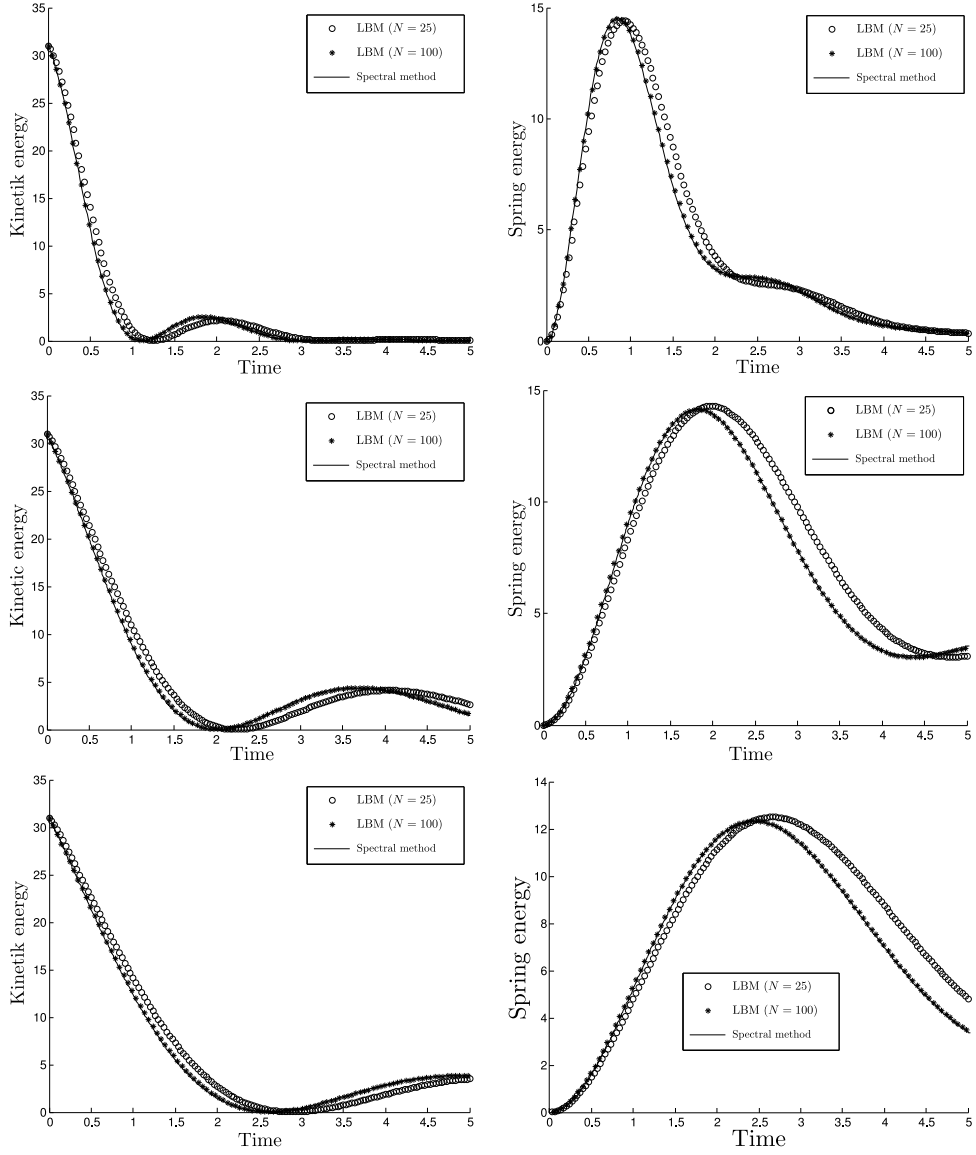 Kinetik energy
35
30
25
20
15
10
5
0
LBM (N = 25)
LBM (N = 100)
Spectral method
0 0.5 1 1.5 2 2.5 3 3.5 4 4.5 5
Time
Spring energy
15
10
5
0
LBM (N = 25)
LBM (N = 100)
Spectral method
0 0.5 1 1.5 2 2.5 3 3.5 4 4.5 5
Time
Kinetic energy
35
30
25
20
15
10
5
0
LBM (N = 25)
LBM (N = 100)
Spectral method
0 0.5 1 1.5 2 2.5 3 3.5 4 4.5 5
Time
Spring energy
15
10
5
0
LBM (N = 25)
LBM (N = 100)
Spectral method
0 0.5 1 1.5 2 2.5 3 3.5 4 4.5 5
Time
Kinetik energy
35
30
25
20
15
10
5
0
LBM (N = 25)
LBM (N = 100)
Spectral method
0 0.5 1 1.5 2 2.5 3 3.5 4 4.5 5
Time
Spring energy
14
12
10
8
6
4
2
0
LBM (N = 25)
LBM (N = 100)
Spectral method
0 0.5 1 1.5 2 2.5 3 3.5 4 4.5 5
Time